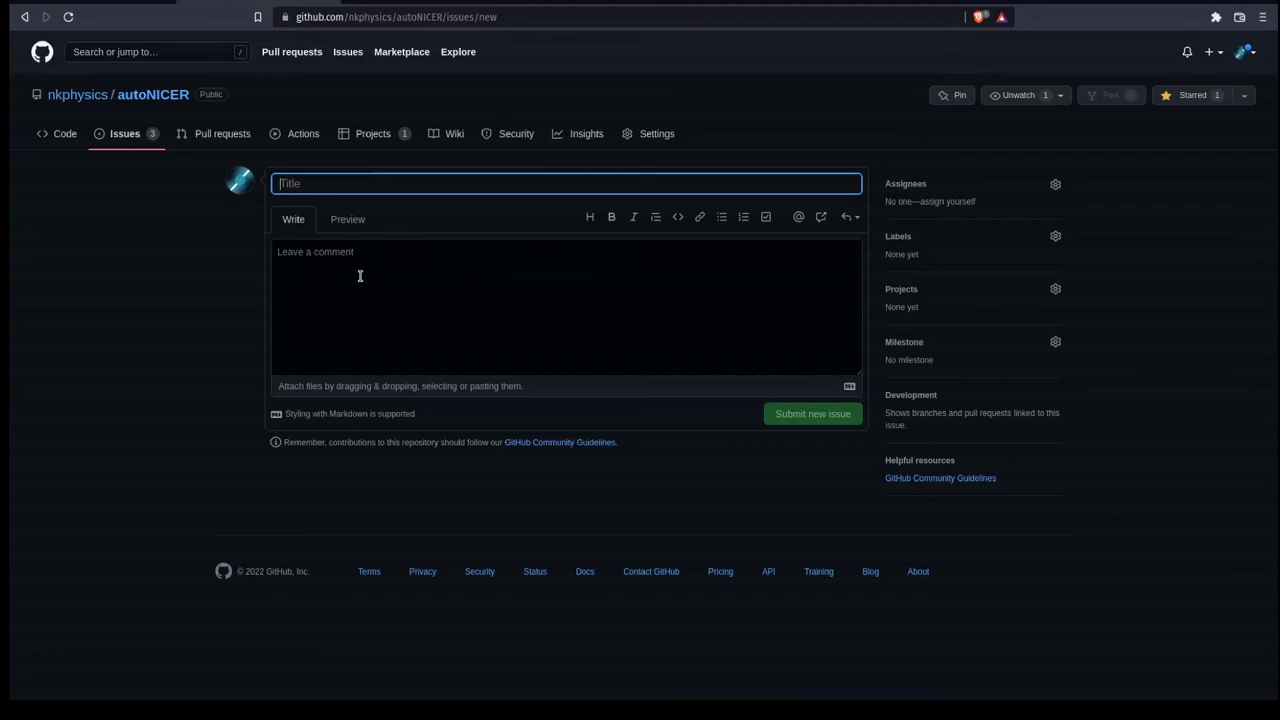 github.com/nkphysics/autoNICER/issues/new
Search or jump to… /
Pull requests Issues Marketplace Explore
nkphysics / autoNICER Public
Pin Unwatch 1 Fork Starred 1
Code Issues 3 Pull requests Actions Projects 1 Wiki Security Insights Settings
Title
Write Preview
Leave a comment
Attach files by dragging & dropping, selecting or pasting them.
Styling with Markdown is supported
Submit new issue
Remember, contributions to this repository should follow our GitHub Community Guidelines.
Assignees
No one—assign yourself
Labels
None yet
Projects
None yet
Milestone
No milestone
Development
Shows branches and pull requests linked to this
issue.
Helpful resources
GitHub Community Guidelines
© 2022 GitHub, Inc. Terms Privacy Security Status Docs Contact GitHub Pricing API Training Blog About